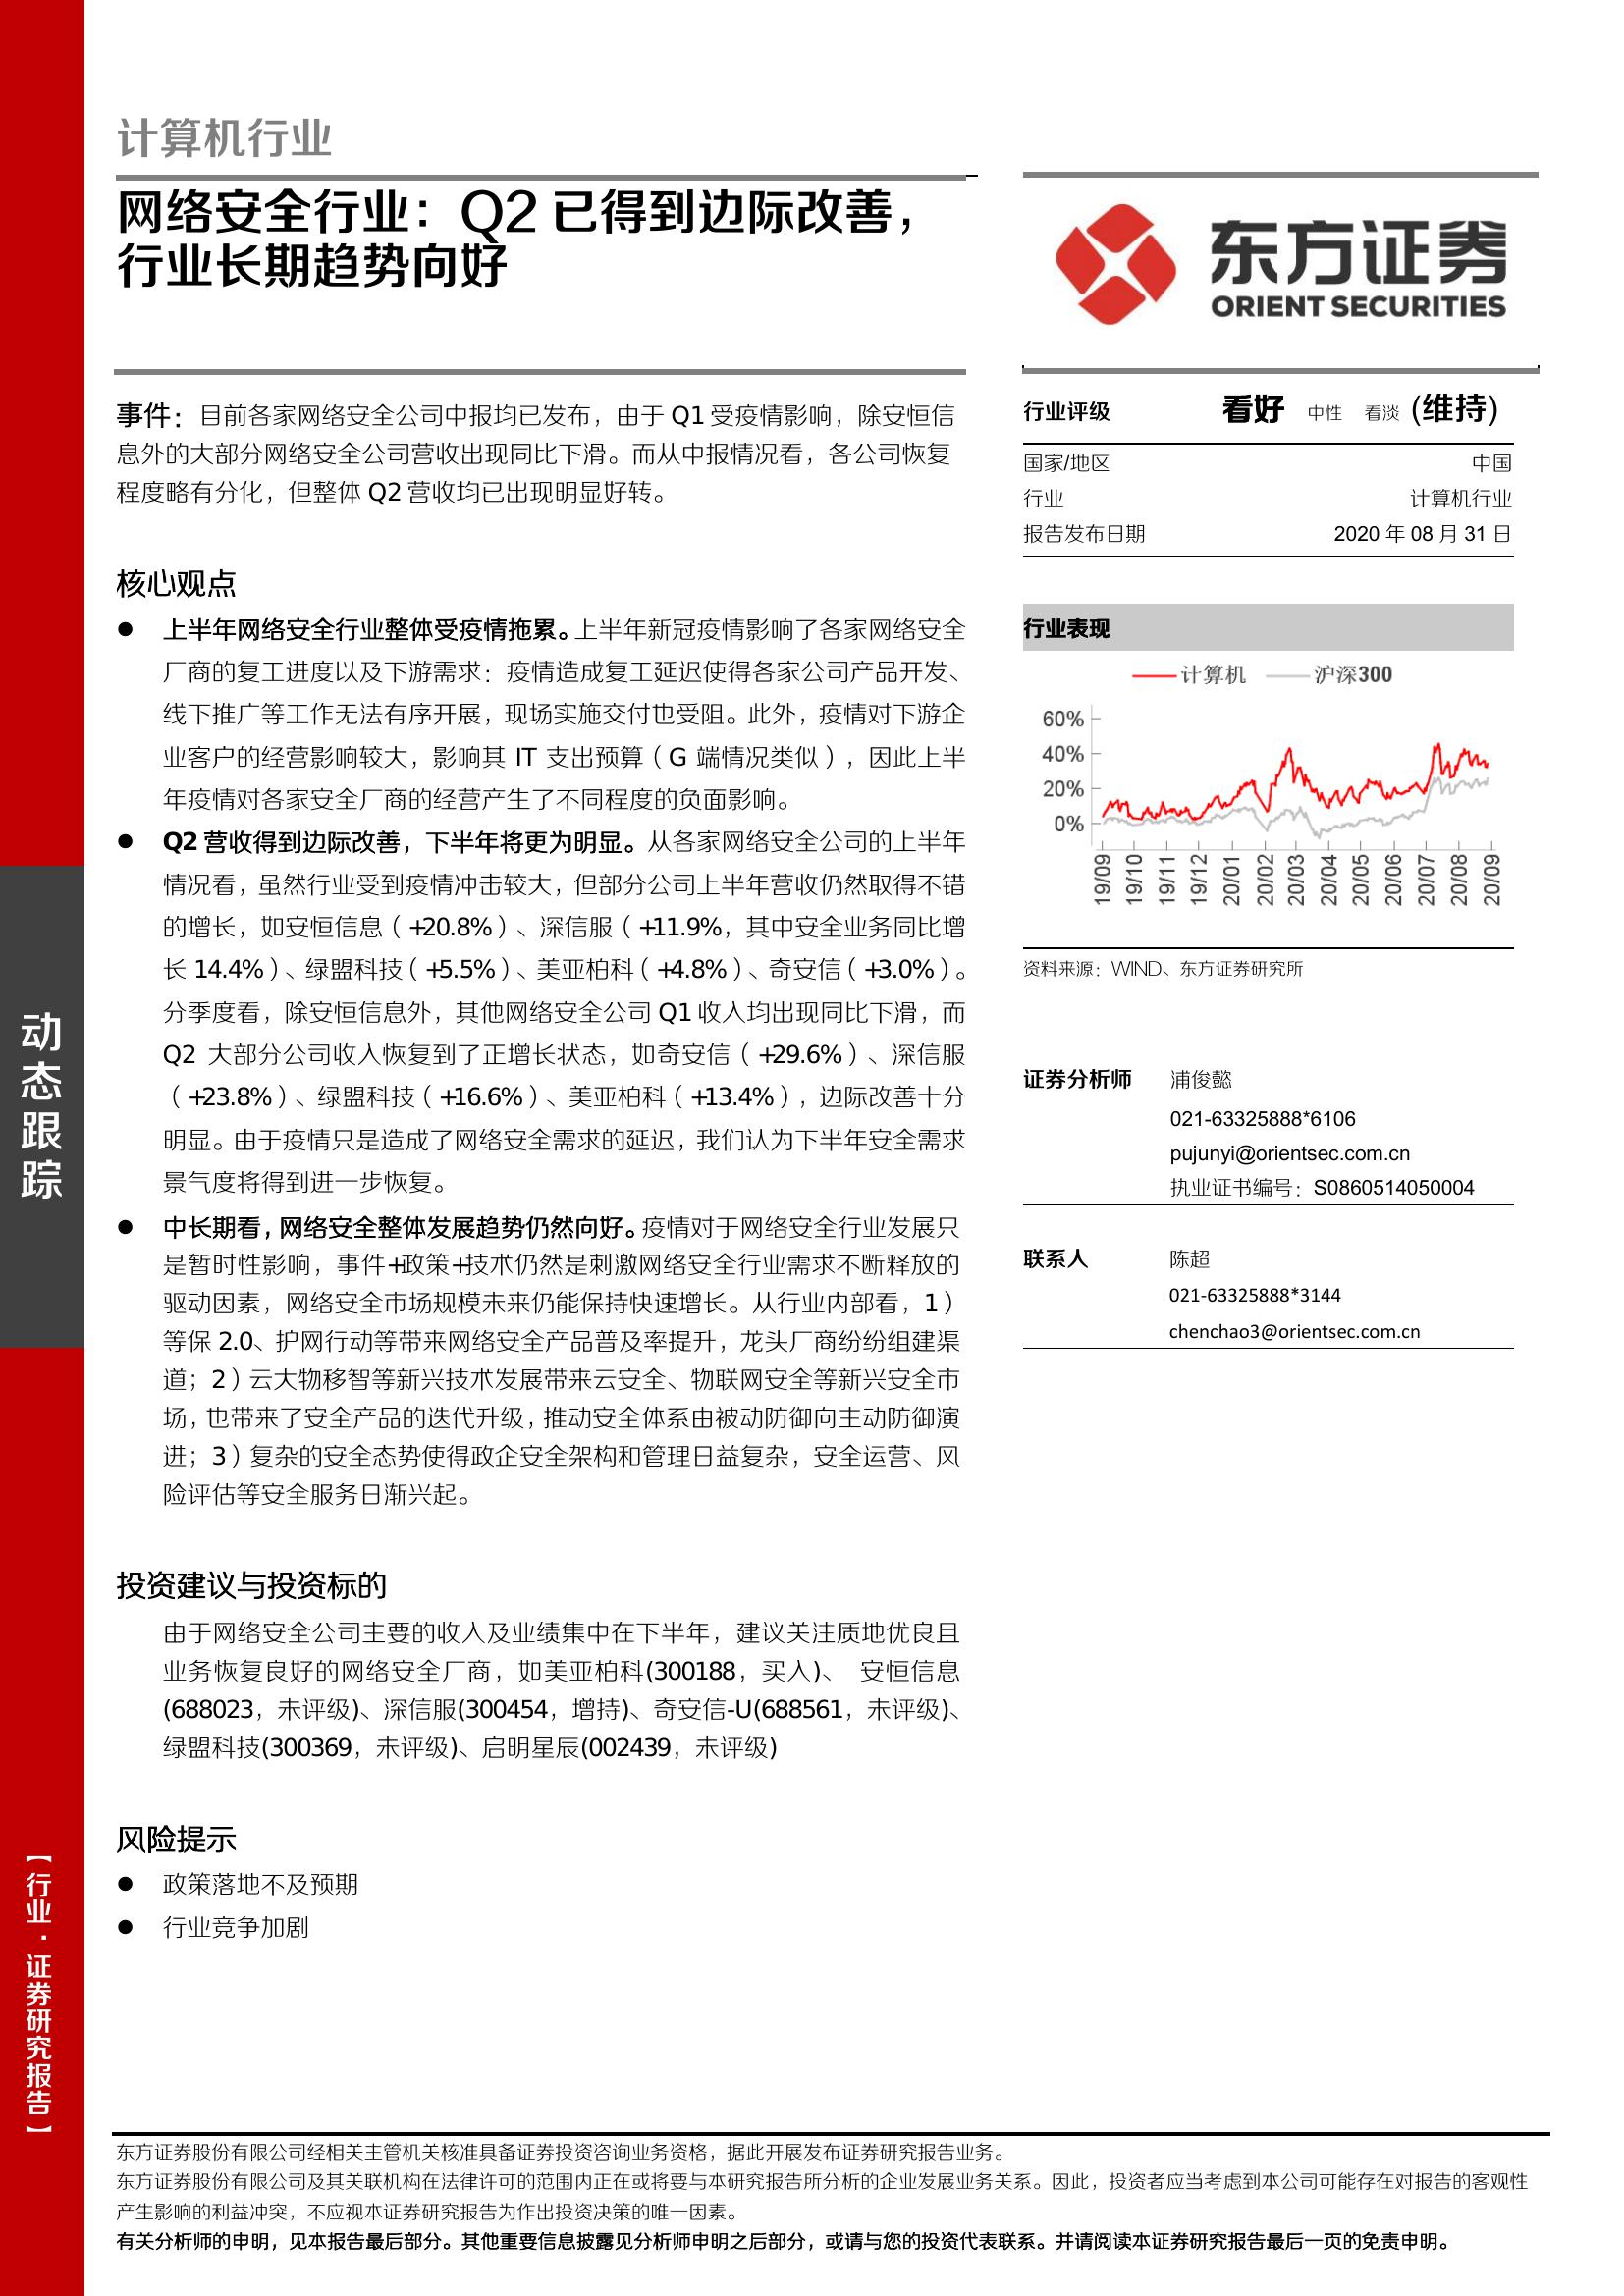 计算机行业
网络安全行业：Q2 已得到边际改善，
行业长期趋势向好
东方证券
ORIENT SECURITIES
事件：目前各家网络安全公司中报均已发布，由于 Q1 受疫情影响，除安恒信
息外的大部分网络安全公司营收出现同比下滑。而从中报情况看，各公司恢复
程度略有分化，但整体 Q2 营收均已出现明显好转。
核心观点
● 上半年网络安全行业整体受疫情拖累。上半年新冠疫情影响了各家网络安全
厂商的复工进度以及下游需求：疫情造成复工延迟使得各家公司产品开发、
线下推广等工作无法有序开展，现场实施交付也受阻。此外，疫情对下游企
业客户的经营影响较大，影响其 IT 支出预算（G 端情况类似），因此上半
年疫情对各家安全厂商的经营产生了不同程度的负面影响。
● Q2 营收得到边际改善，下半年将更为明显。从各家网络安全公司的上半年
情况看，虽然行业受到疫情冲击较大，但部分公司上半年营收仍然取得不错
的增长，如安恒信息（+20.8%）、深信服（+11.9%，其中安全业务同比增
长 14.4%）、绿盟科技（+5.5%）、美亚柏科（+4.8%）、奇安信（+3.0%）。
分季度看，除安恒信息外，其他网络安全公司 Q1 收入均出现同比下滑，而
Q2 大部分公司收入恢复到了正增长状态，如奇安信（+29.6%）、深信服
（+23.8%）、绿盟科技（+16.6%）、美亚柏科（+13.4%），边际改善十分
明显。由于疫情只是造成了网络安全需求的延迟，我们认为下半年安全需求
景气度将得到进一步恢复。
● 中长期看，网络安全整体发展趋势仍然向好。疫情对于网络安全行业发展只
是暂时性影响，事件+政策+技术仍然是刺激网络安全行业需求不断释放的
驱动因素，网络安全市场规模未来仍能保持快速增长。从行业内部看，1）
等保 2.0、护网行动等带来网络安全产品普及率提升，龙头厂商纷纷组建渠
道；2）云大物移智等新兴技术发展带来云安全、物联网安全等新兴安全市
场，也带来了安全产品的迭代升级，推动安全体系由被动防御向主动防御演
进；3）复杂的安全态势使得政企安全架构和管理日益复杂，安全运营、风
险评估等安全服务日渐兴起。
投资建议与投资标的
由于网络安全公司主要的收入及业绩集中在下半年，建议关注质地优良且
业务恢复良好的网络安全厂商，如美亚柏科(300188，买入)、 安恒信息
(688023，未评级)、深信服(300454，增持)、奇安信-U(688561，未评级)、
绿盟科技(300369，未评级)、启明星辰(002439，未评级)
风险提示
● 政策落地不及预期
● 行业竞争加剧
行业评级 看好 中性 看淡 (维持)
国家/地区 中国
行业 计算机行业
报告发布日期 2020 年 08 月 31 日
行业表现
计算机 沪深300
60%
40%
20%
0%
19/09 19/10 19/11 19/12 20/01 20/02 20/03 20/04 20/05 20/06 20/07 20/08 20/09
资料来源：WIND、东方证券研究所
证券分析师 浦俊懿
021-63325888*6106
pujunyi@orientsec.com.cn
执业证书编号：S0860514050004
联系人 陈超
021-63325888*3144
chenchao3@orientsec.com.cn
动态跟踪
【行业·证券研究报告】
东方证券股份有限公司经相关主管机关核准具备证券投资咨询业务资格，据此开展发布证券研究报告业务。
东方证券股份有限公司及其关联机构在法律许可的范围内正在或将要与本研究报告所分析的企业发展业务关系。因此，投资者应当考虑到本公司可能存在对报告的客观性
产生影响的利益冲突，不应视本证券研究报告为作出投资决策的唯一因素。
有关分析师的申明，见本报告最后部分。其他重要信息披露见分析师申明之后部分，或请与您的投资代表联系。并请阅读本证券研究报告最后一页的免责申明。